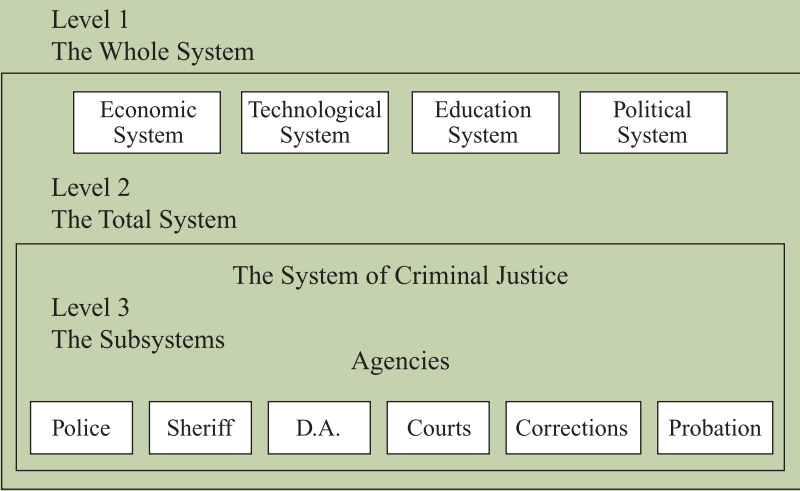 Level 1
The Whole System
Economic System
Technological System
Education System
Political System
Level 2
The Total System
The System of Criminal Justice
Level 3
The Subsystems
Agencies
Police
Sheriff
D.A.
Courts
Corrections
Probation